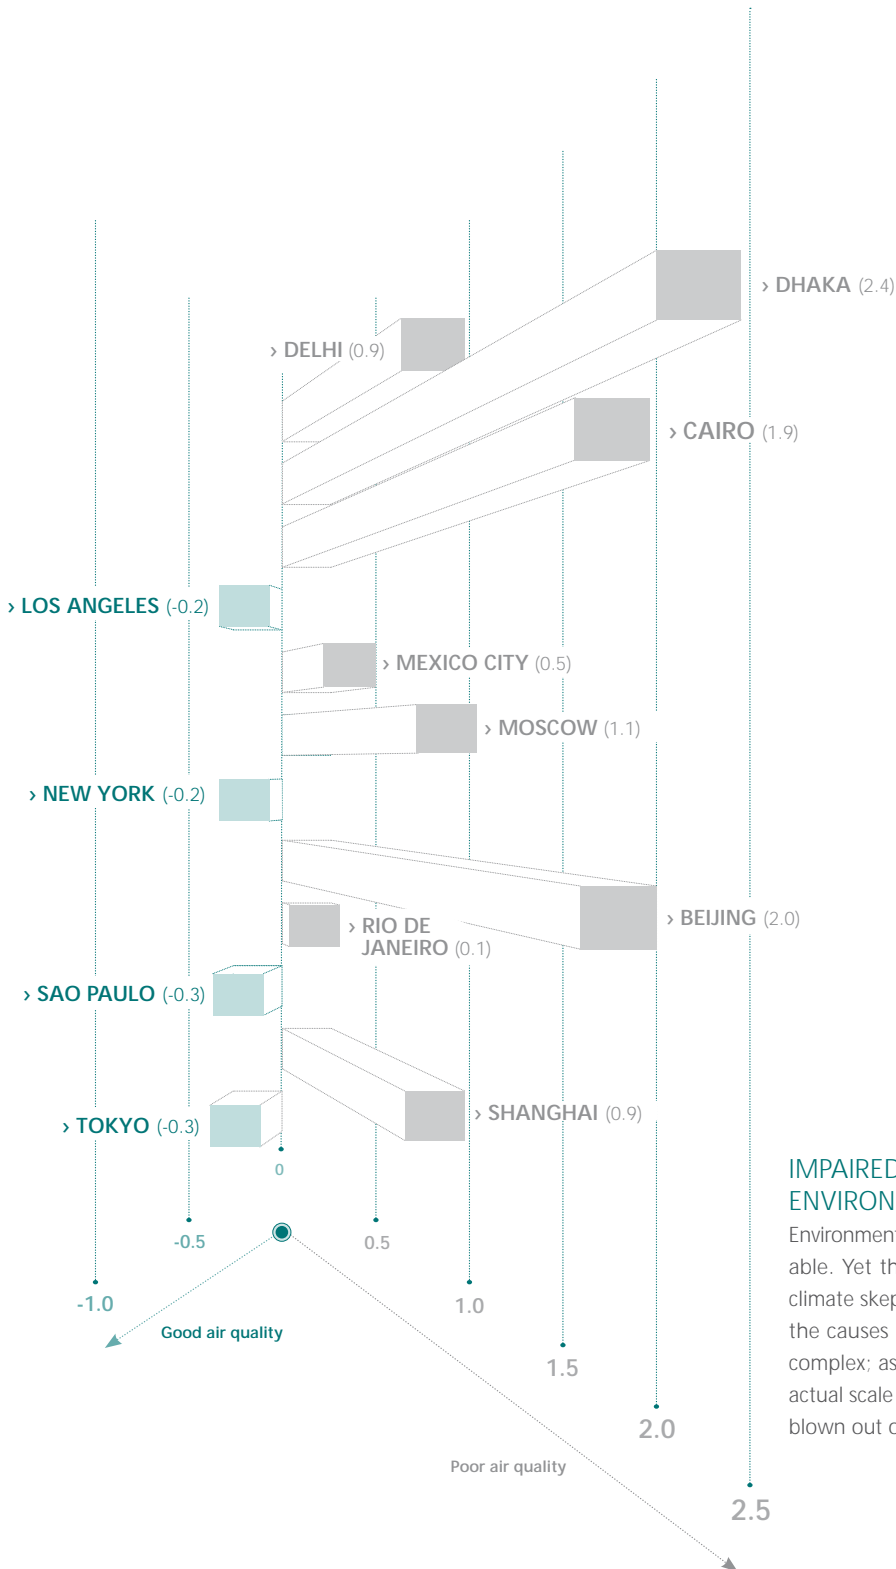 › DHAKA (2.4)
› DELHI (0.9)
› CAIRO (1.9)
› LOS ANGELES (-0.2)
› MEXICO CITY (0.5)
› MOSCOW (1.1)
› NEW YORK (-0.2)
› BEIJING (2.0)
› RIO DE
JANEIRO (0.1)
› SAO PAULO (-0.3)
› SHANGHAI (0.9)
› TOKYO (-0.3)
0
-0.5
0.5
-1.0
1.0
Good air quality
1.5
2.0
Poor air quality
2.5
IMPAIRED
ENVIRON
Environment
able. Yet th
climate skep
the causes
complex; as
actual scale
blown out o